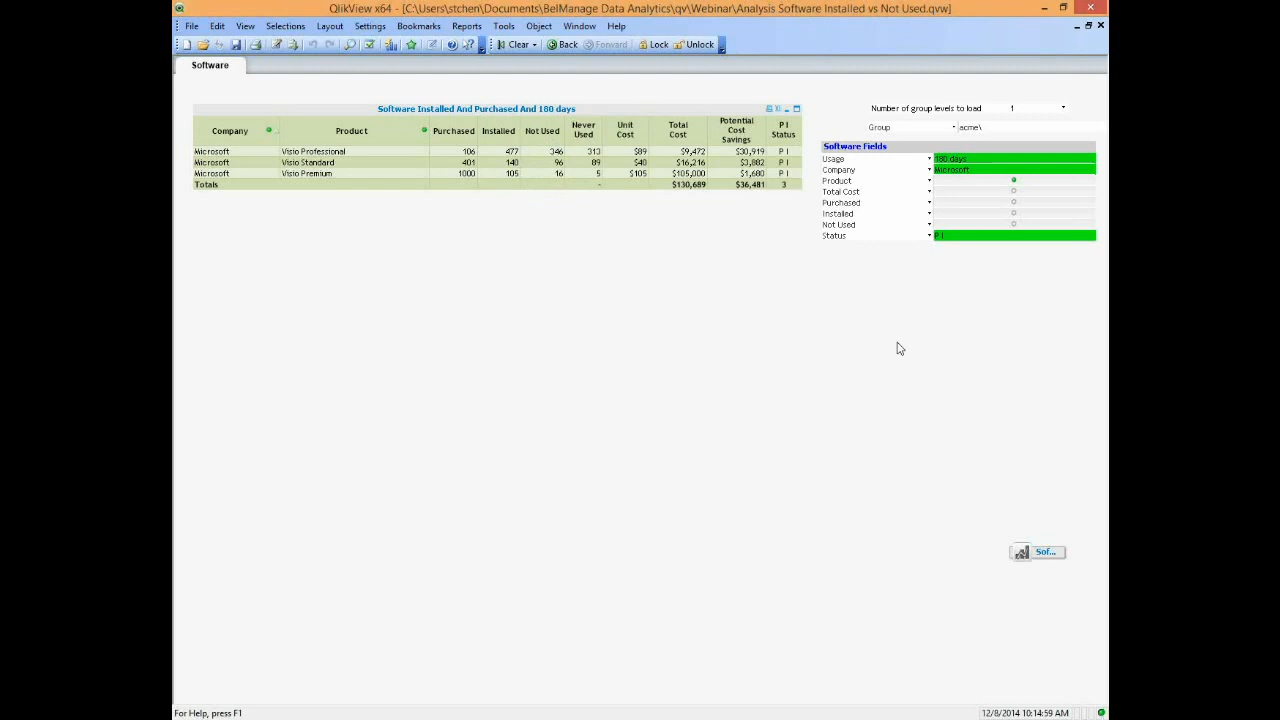 QlikView x64 - [C:\Users\stchen\Documents\BelManage Data Analytics\qv\Webinar\Analysis Software Installed vs Not Used.qvw]
File Edit View Selections Layout Settings Bookmarks Reports Tools Object Window Help
Clear Back Forward Lock Unlock
Software
Software Installed And Purchased And 180 days
Company Product Purchased Installed Not Used Never Used Unit Cost Total Cost Potential Cost Savings P I Status
Microsoft Visio Professional 106 477 346 313 $89 $9,472 $30,919 P I
Microsoft Visio Standard 401 140 96 89 $40 $16,216 $3,882 P I
Microsoft Visio Premium 1000 105 16 5 $105 $105,000 $1,680 P I
Totals - $130,689 $36,481 3
Number of group levels to load 1
Group acme\
Software Fields
Usage 180 days
Company Microsoft
Product
Total Cost
Purchased
Installed
Not Used
Status P I
Sof...
For Help, press F1 12/8/2014 10:14:59 AM